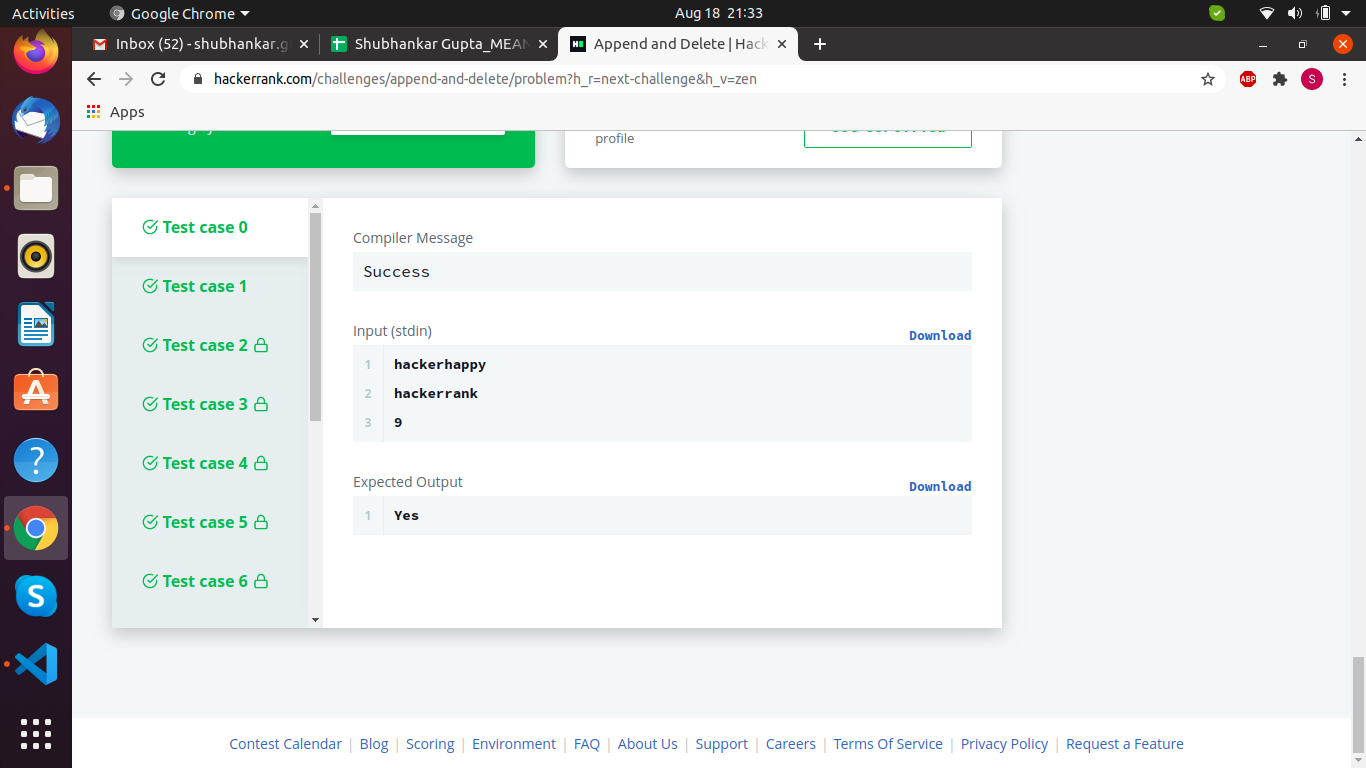 Activities
Google Chrome
Aug 18 21:33
Inbox (52) - shubhankar.g
Shubhankar Gupta_MEAN
Append and Delete | Hack
hackerrank.com/challenges/append-and-delete/problem?h_r=next-challenge&h_v=zen
ABP
S
Apps
profile
Test case 0
Test case 1
Test case 2
Test case 3
Test case 4
Test case 5
Test case 6
Compiler Message
Success
Input (stdin)
Download
1 hackerhappy
2 hackerrank
3 9
Expected Output
Download
1 Yes
Contest Calendar | Blog | Scoring | Environment | FAQ | About Us | Support | Careers | Terms Of Service | Privacy Policy | Request a Feature